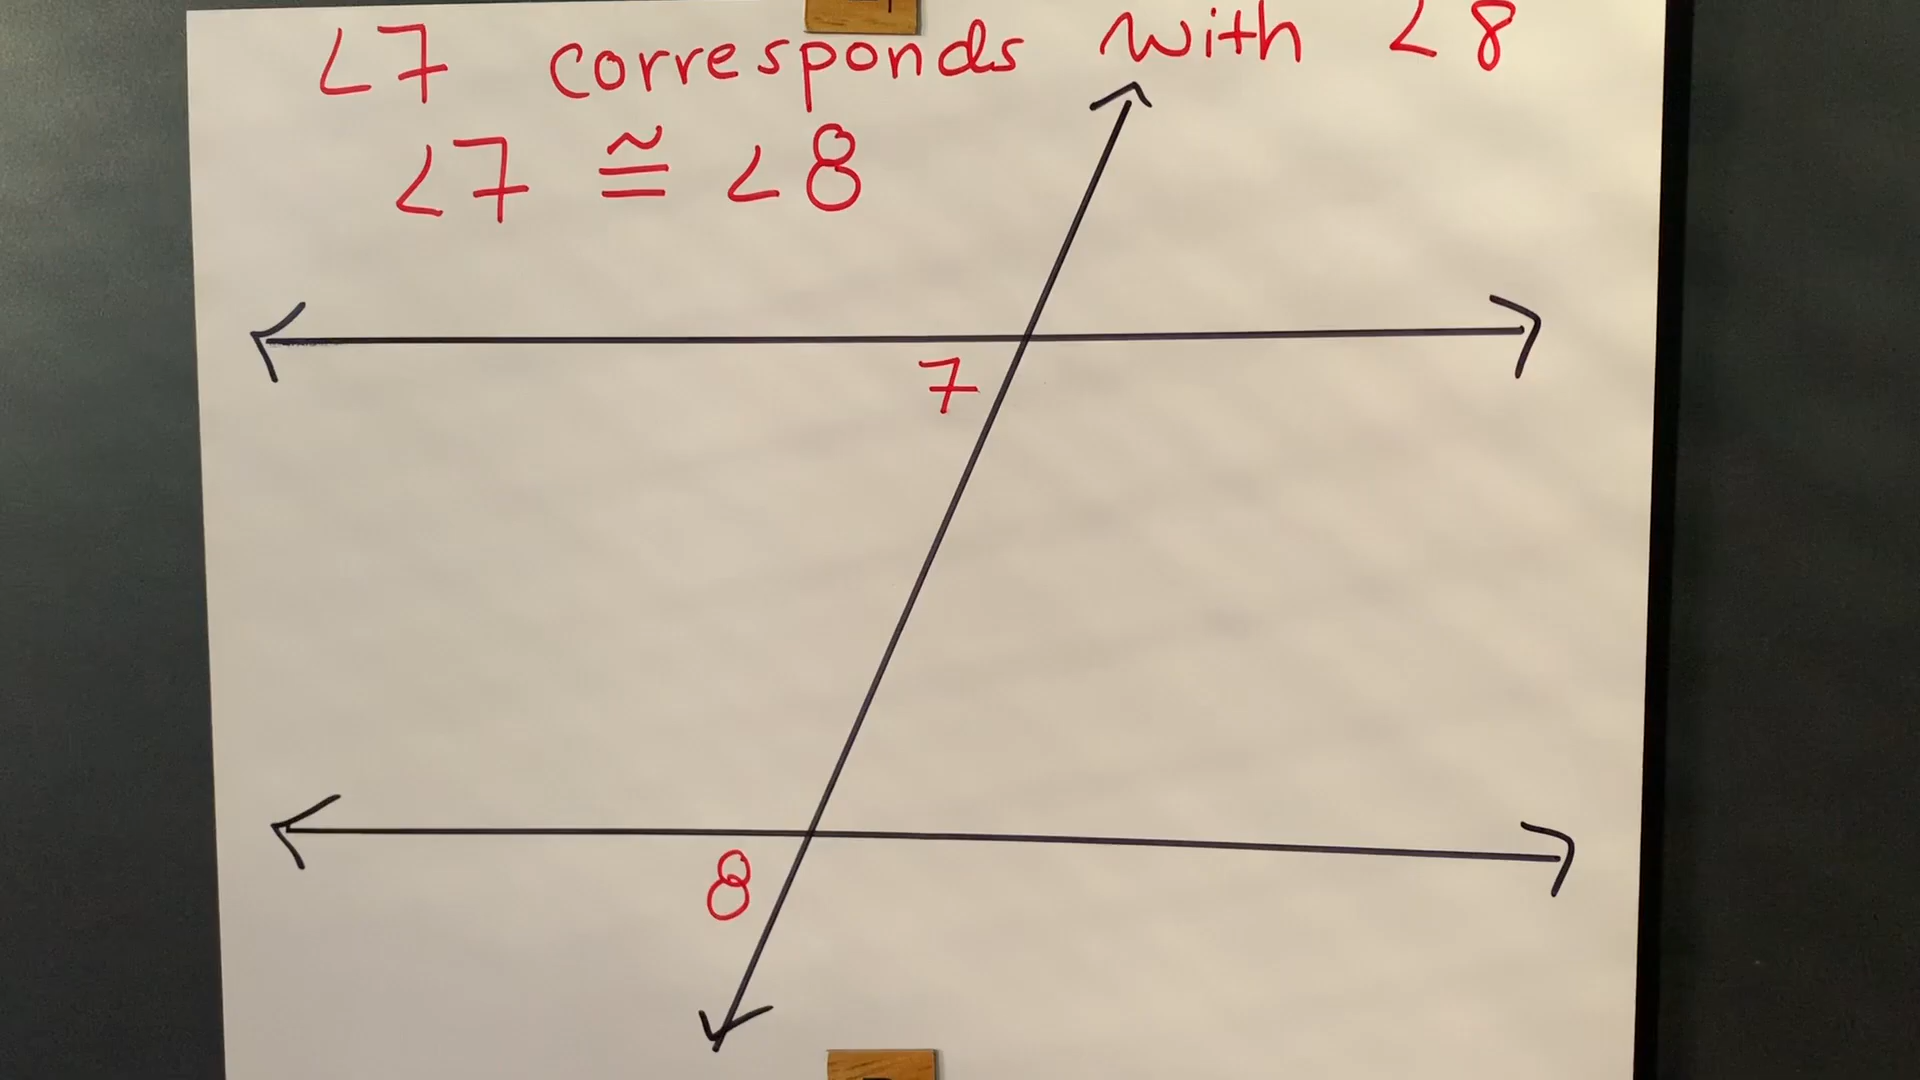 ∠7 corresponds with ∠8
∠7 ≅ ∠8
7
8